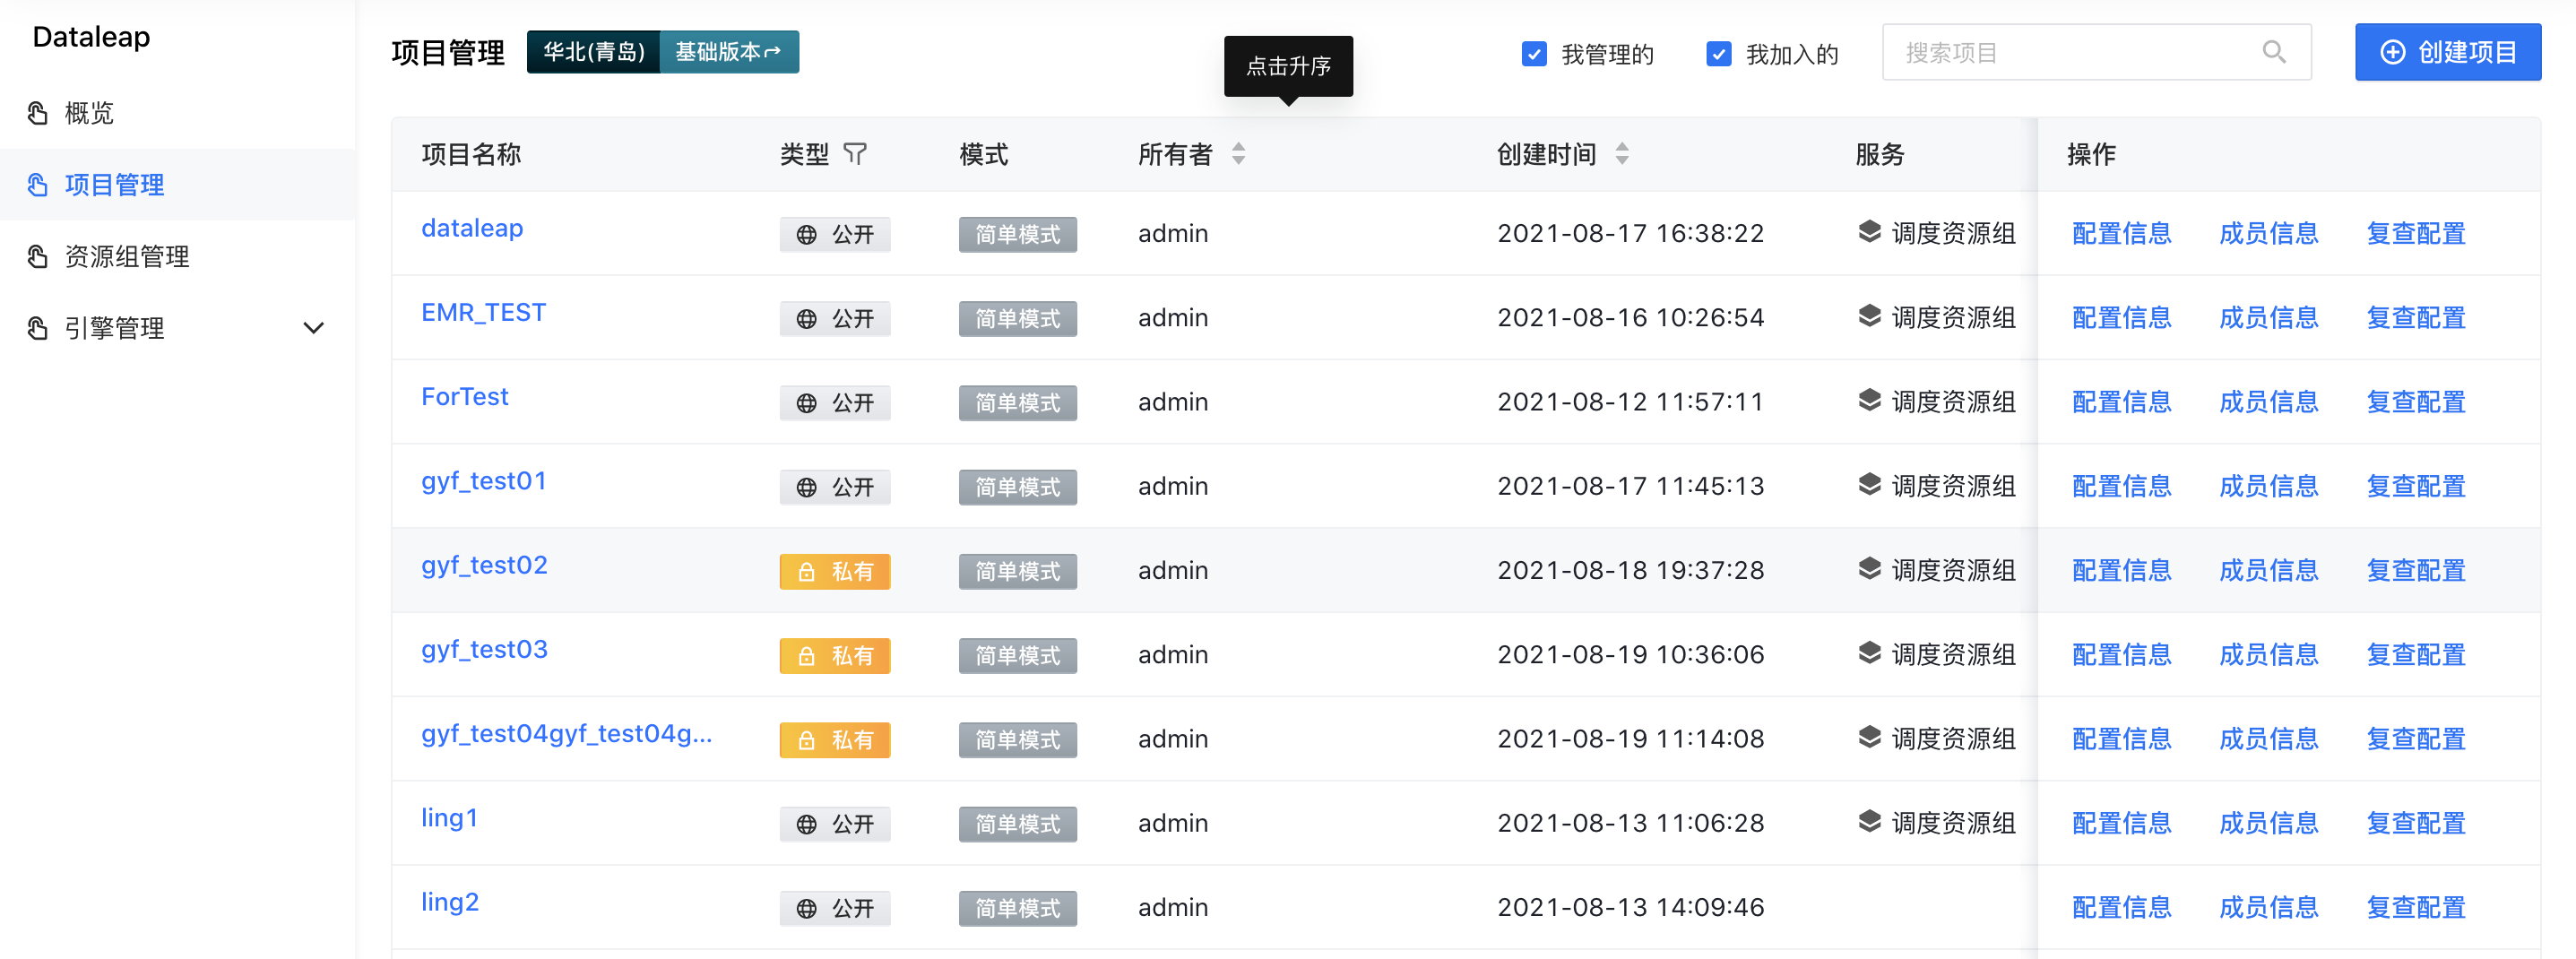 Dataleap
概览
项目管理
资源组管理
引擎管理
项目管理 华北(青岛) 基础版本
点击升序
我管理的 我加入的 搜索项目 创建项目
项目名称 类型 模式 所有者 创建时间 服务 操作
dataleap 公开 简单模式 admin 2021-08-17 16:38:22 调度资源组 配置信息 成员信息 复查配置
EMR_TEST 公开 简单模式 admin 2021-08-16 10:26:54 调度资源组 配置信息 成员信息 复查配置
ForTest 公开 简单模式 admin 2021-08-12 11:57:11 调度资源组 配置信息 成员信息 复查配置
gyf_test01 公开 简单模式 admin 2021-08-17 11:45:13 调度资源组 配置信息 成员信息 复查配置
gyf_test02 私有 简单模式 admin 2021-08-18 19:37:28 调度资源组 配置信息 成员信息 复查配置
gyf_test03 私有 简单模式 admin 2021-08-19 10:36:06 调度资源组 配置信息 成员信息 复查配置
gyf_test04gyf_test04g... 私有 简单模式 admin 2021-08-19 11:14:08 调度资源组 配置信息 成员信息 复查配置
ling1 公开 简单模式 admin 2021-08-13 11:06:28 调度资源组 配置信息 成员信息 复查配置
ling2 公开 简单模式 admin 2021-08-13 14:09:46 配置信息 成员信息 复查配置